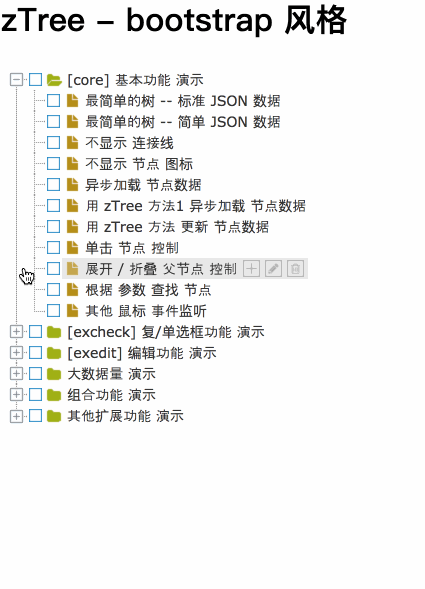 zTree - bootstrap 风格
[core] 基本功能 演示
最简单的树 -- 标准 JSON 数据
最简单的树 -- 简单 JSON 数据
不显示 连接线
不显示 节点 图标
异步加载 节点数据
用 zTree 方法1 异步加载 节点数据
用 zTree 方法 更新 节点数据
单击 节点 控制
展开 / 折叠 父节点 控制
根据 参数 查找 节点
其他 鼠标 事件监听
[excheck] 复/单选框功能 演示
[exedit] 编辑功能 演示
大数据量 演示
组合功能 演示
其他扩展功能 演示